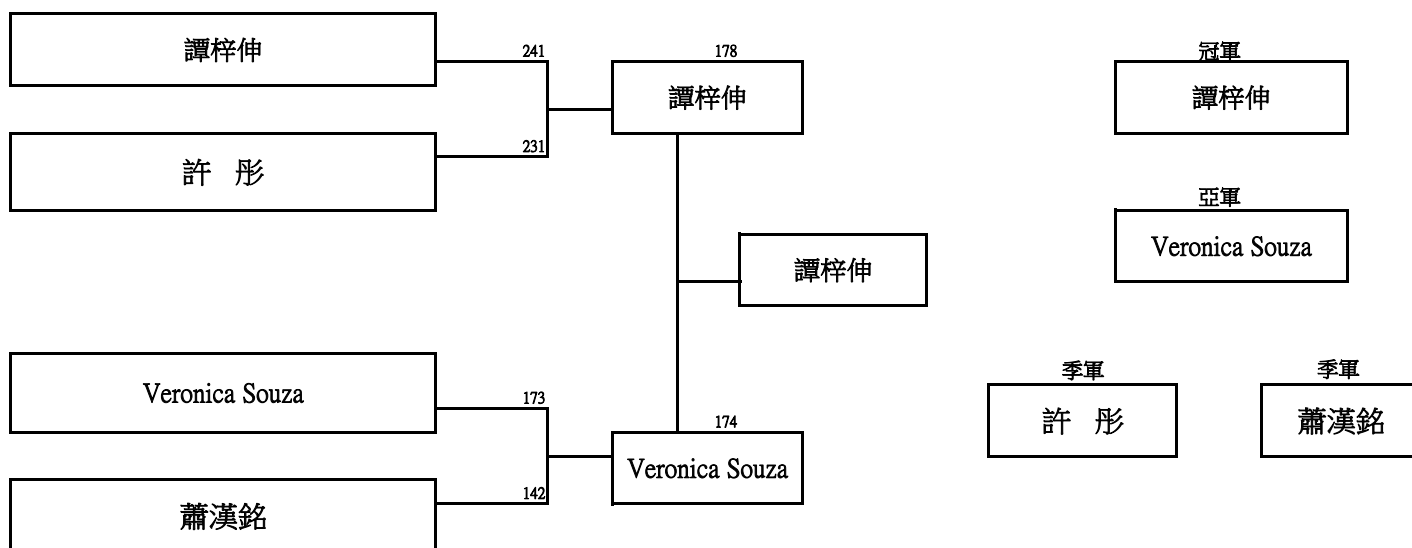 譚梓伸
241
178
冠軍
譚梓伸
譚梓伸
231
許 彤
亞軍
Veronica Souza
譚梓伸
Veronica Souza
173
季軍
季軍
許 彤
蕭漢銘
174
Veronica Souza
142
蕭漢銘